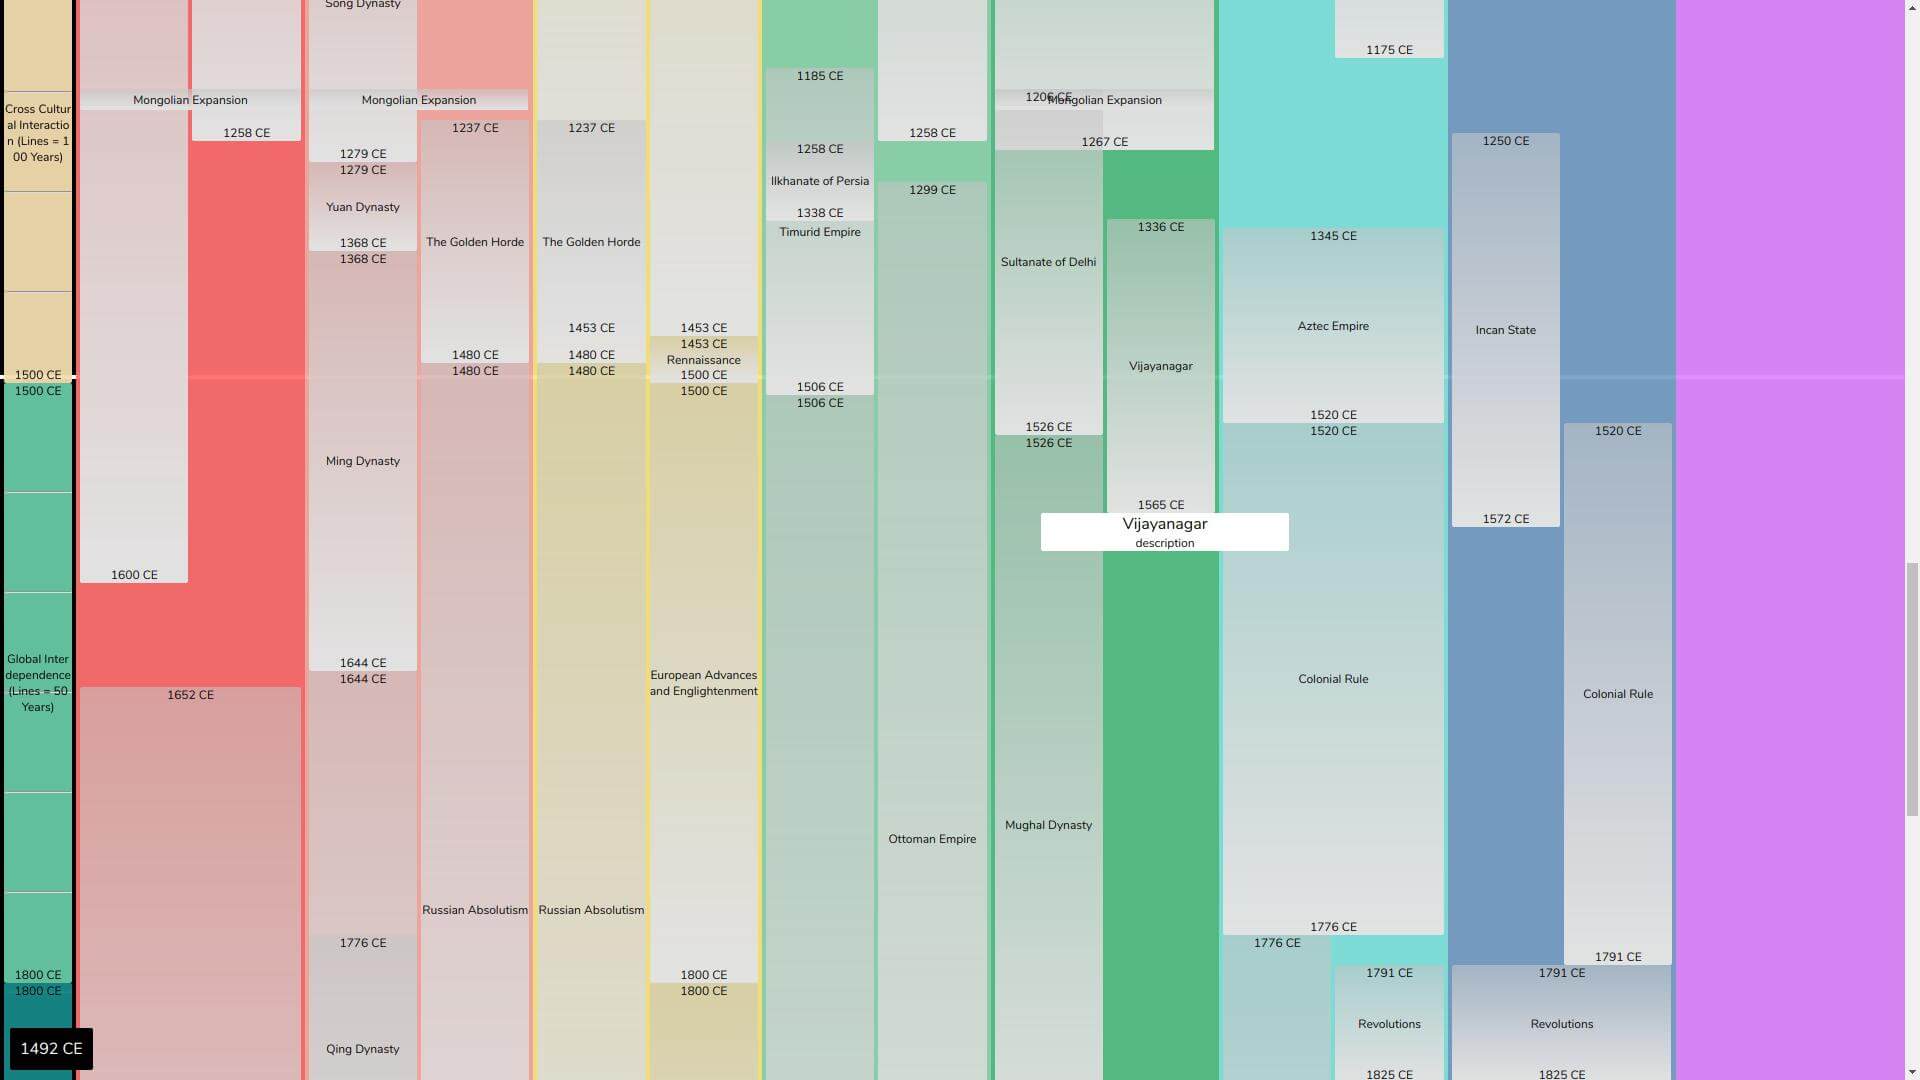 Song Dynasty
1175 CE
1185 CE
Mongolian Expansion
Mongolian Expansion
1206 CE
Mongolian Expansion
Cross Cultur
al Interactio
n (Lines = 1
00 Years)
1258 CE
1237 CE
1237 CE
1258 CE
1250 CE
1267 CE
1279 CE
1279 CE
1258 CE
Ilkhanate of Persia
1299 CE
Yuan Dynasty
1338 CE
1336 CE
Timurid Empire
1345 CE
1368 CE
1368 CE
The Golden Horde
The Golden Horde
Sultanate of Delhi
1453 CE
1453 CE
1453 CE
Aztec Empire
Incan State
1480 CE
1480 CE
Rennaissance
1480 CE
1480 CE
Vijayanagar
1500 CE
1500 CE
1500 CE
1500 CE
1506 CE
1506 CE
1520 CE
1520 CE
1520 CE
1526 CE
1526 CE
Ming Dynasty
1565 CE
1572 CE
Vijayanagar
description
1600 CE
Global Inter
dependence
(Lines = 50
Years)
1644 CE
1644 CE
1652 CE
European Advances
and Englightenment
Colonial Rule
Colonial Rule
Mughal Dynasty
Ottoman Empire
Russian Absolutism
Russian Absolutism
1776 CE
1776 CE
1776 CE
1791 CE
1800 CE
1800 CE
1800 CE
1800 CE
1791 CE
1791 CE
Revolutions
Revolutions
1492 CE
Qing Dynasty
1825 CE
1825 CE